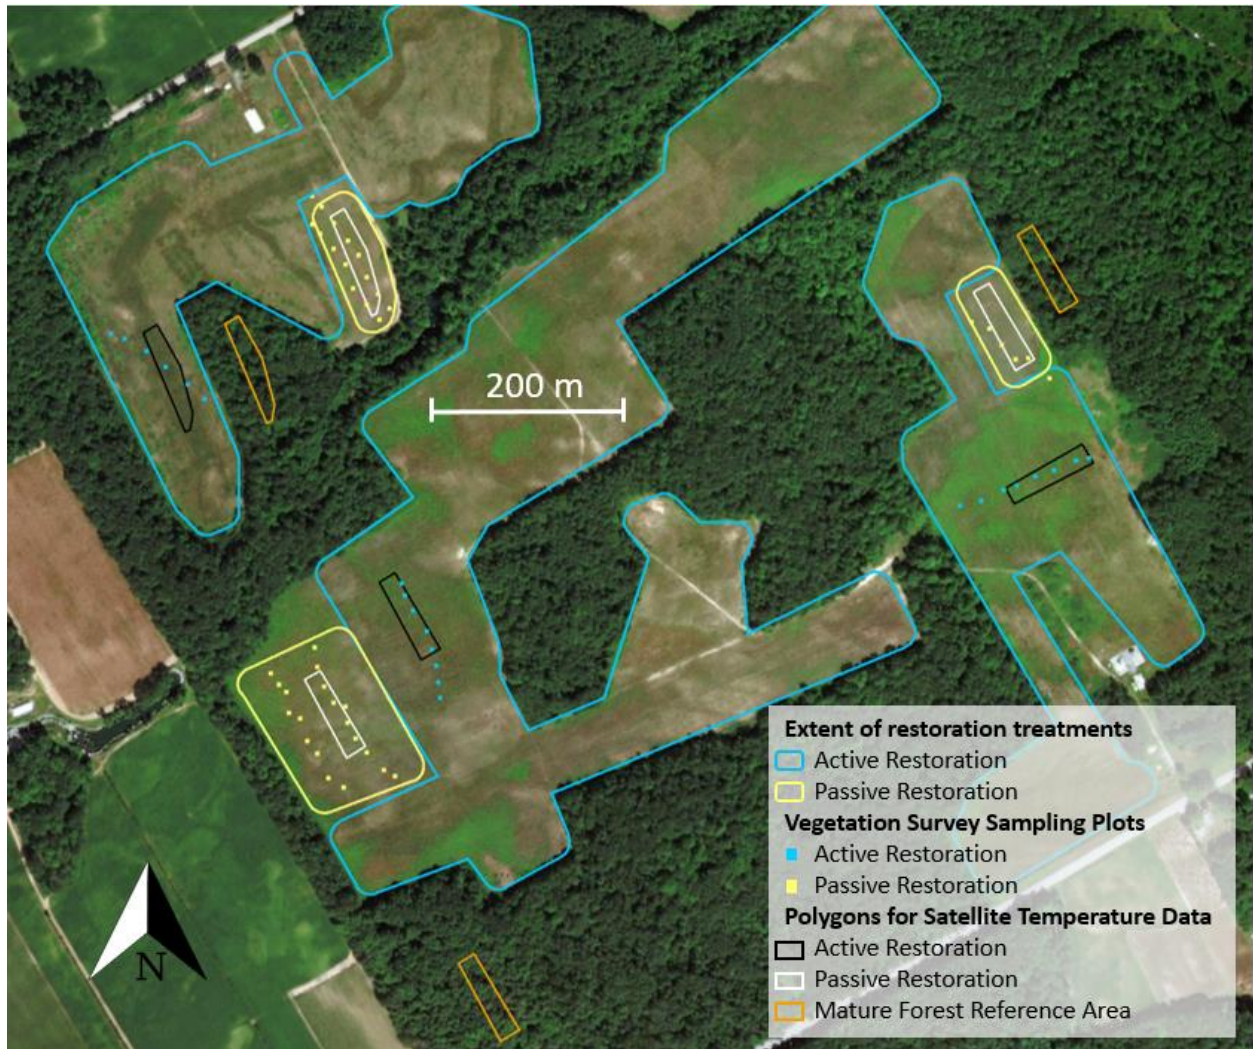 200 m
Extent of restoration treatments
Active Restoration
Passive Restoration
Vegetation Survey Sampling Plots
Active Restoration
Passive Restoration
Polygons for Satellite Temperature Data
Active Restoration
Passive Restoration
Mature Forest Reference Area
N